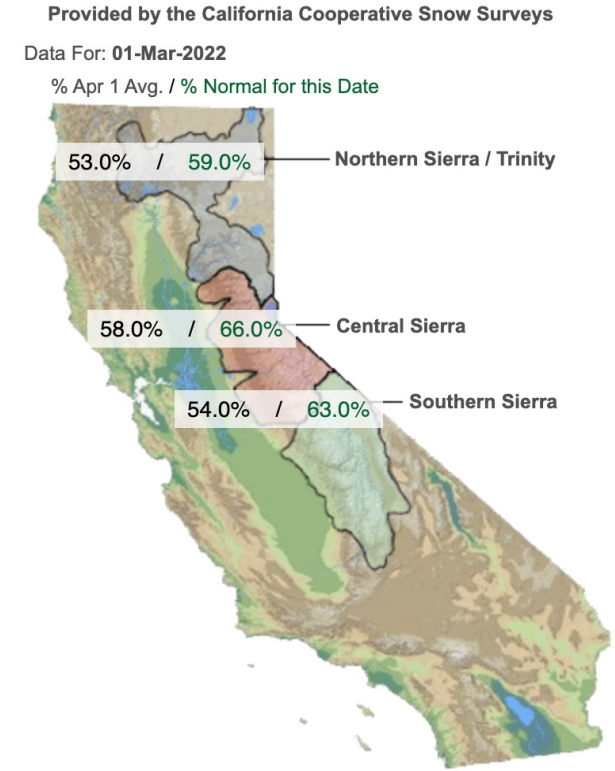 Provided by the California Cooperative Snow Surveys
Data For: 01-Mar-2022
% Apr 1 Avg. / % Normal for this Date
53.0% / 59.0% Northern Sierra / Trinity
58.0% / 66.0% Central Sierra
54.0% / 63.0% Southern Sierra